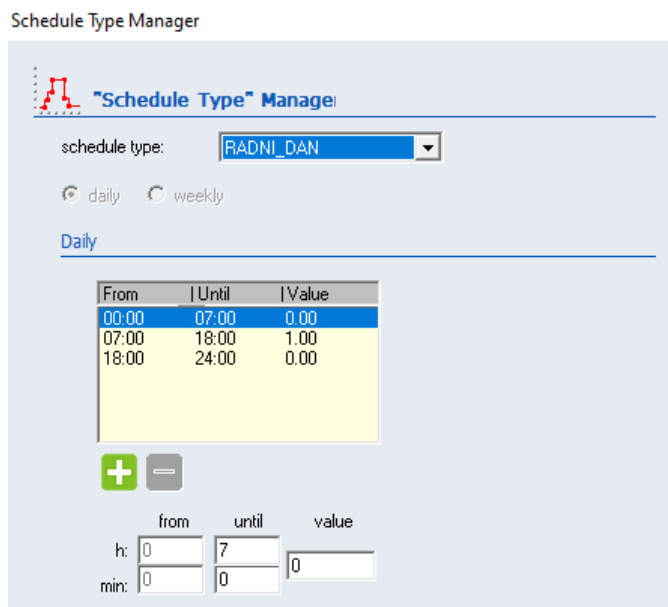 Schedule Type Manager
"Schedule Type" Manage
schedule type: RADNI_DAN
daily weekly
Daily
From | Until | Value
00:00 07:00 0.00
07:00 18:00 1.00
18:00 24:00 0.00
from until value
h: 0 7
0
min: 0 0